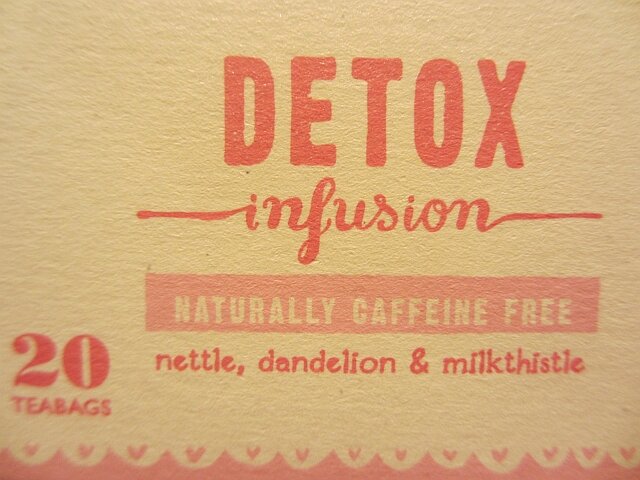 DETOX
infusion
NATURALLY CAFFEINE FREE
nettle, dandelion & milkthistle
20
TEABAGS